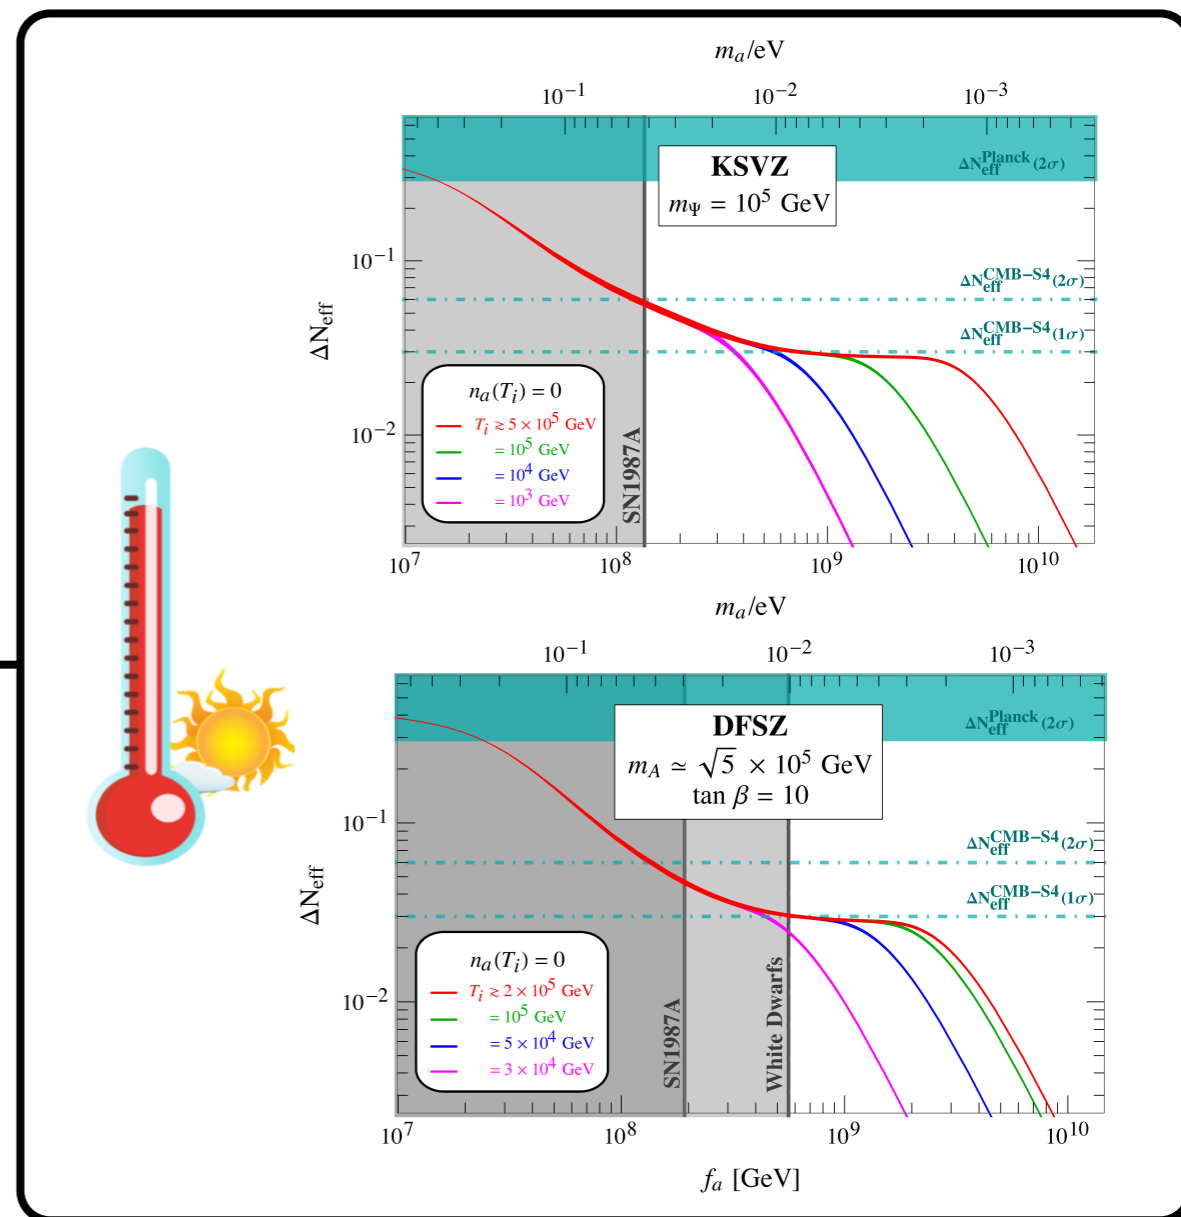 m_a/eV
10^-1 10^-2 10^-3
ΔN_eff^Planck (2σ)
KSVZ
m_Ψ = 10^5 GeV
10^-1
ΔN_eff^CMB−S4 (2σ)
ΔN_eff^CMB−S4 (1σ)
ΔN_eff
n_a(T_i) = 0
T_i ≳ 5 × 10^5 GeV
= 10^5 GeV
= 10^4 GeV
= 10^3 GeV
10^-2
SN1987A
10^7 10^8 10^9 10^10
m_a/eV
10^-1 10^-2 10^-3
ΔN_eff^Planck (2σ)
DFSZ
m_A ≃ √5 × 10^5 GeV
tan β = 10
10^-1
ΔN_eff^CMB−S4 (2σ)
ΔN_eff^CMB−S4 (1σ)
ΔN_eff
n_a(T_i) = 0
T_i ≳ 2 × 10^5 GeV
= 10^5 GeV
= 5 × 10^4 GeV
= 3 × 10^4 GeV
10^-2
SN1987A
White Dwarfs
10^7 10^8 10^9 10^10
f_a [GeV]